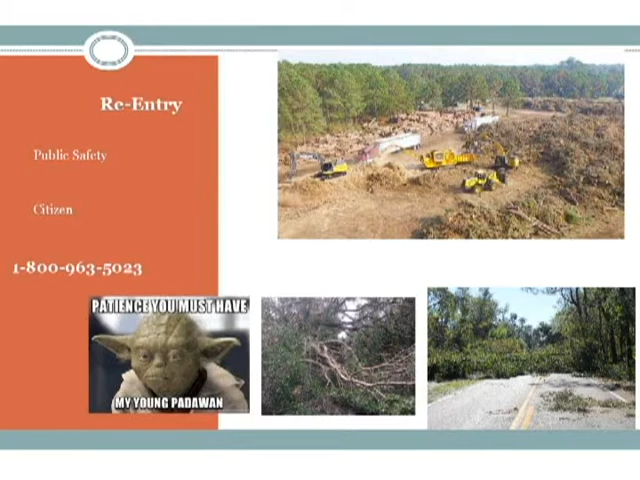 Re-Entry
Public Safety
Citizen
1-800-963-5023
PATIENCE YOU MUST HAVE
MY YOUNG PADAWAN